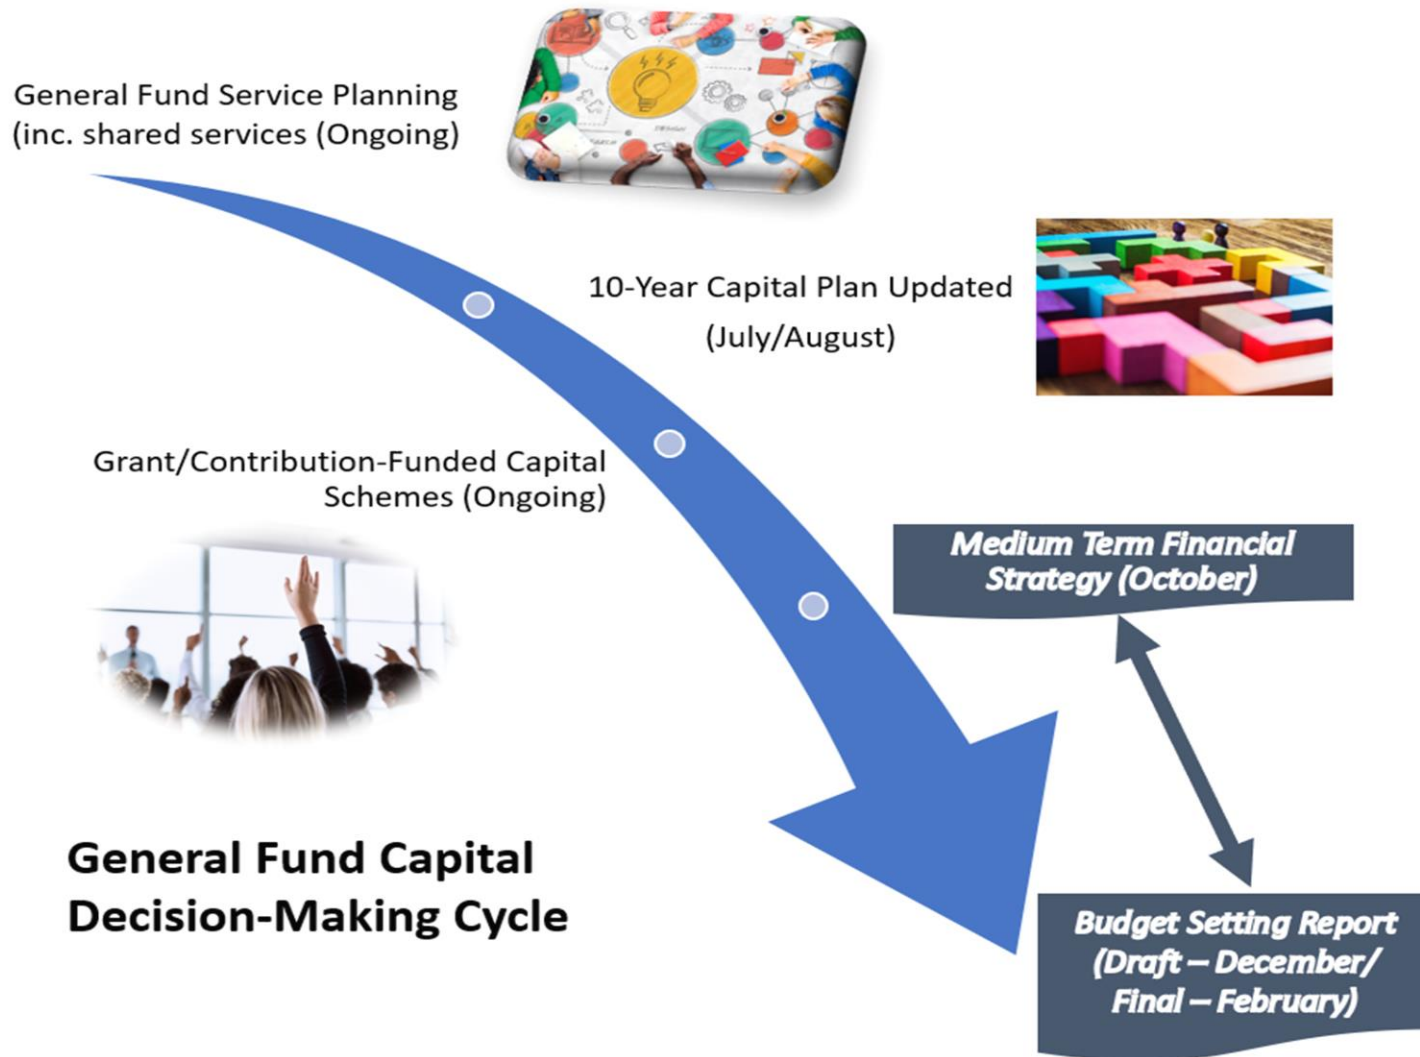 General Fund Service Planning
(inc. shared services (Ongoing)
10-Year Capital Plan Updated
(July/August)
Grant/Contribution-Funded Capital
Schemes (Ongoing)
Medium Term Financial
Strategy (October)
General Fund Capital
Decision-Making Cycle
Budget Setting Report
(Draft – December/
Final – February)